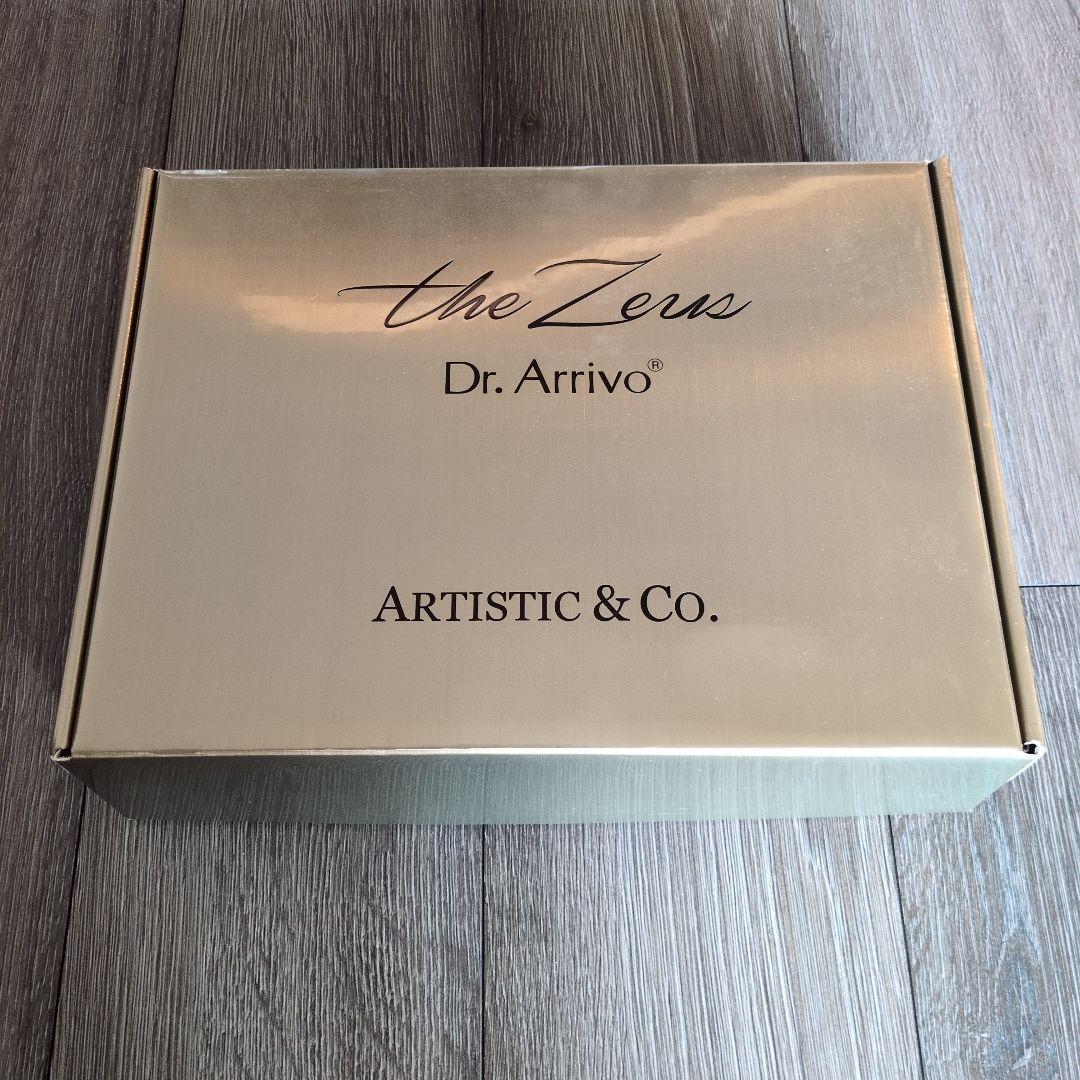 the Zeus
Dr. Arrivo®
ARTISTIC & CO.